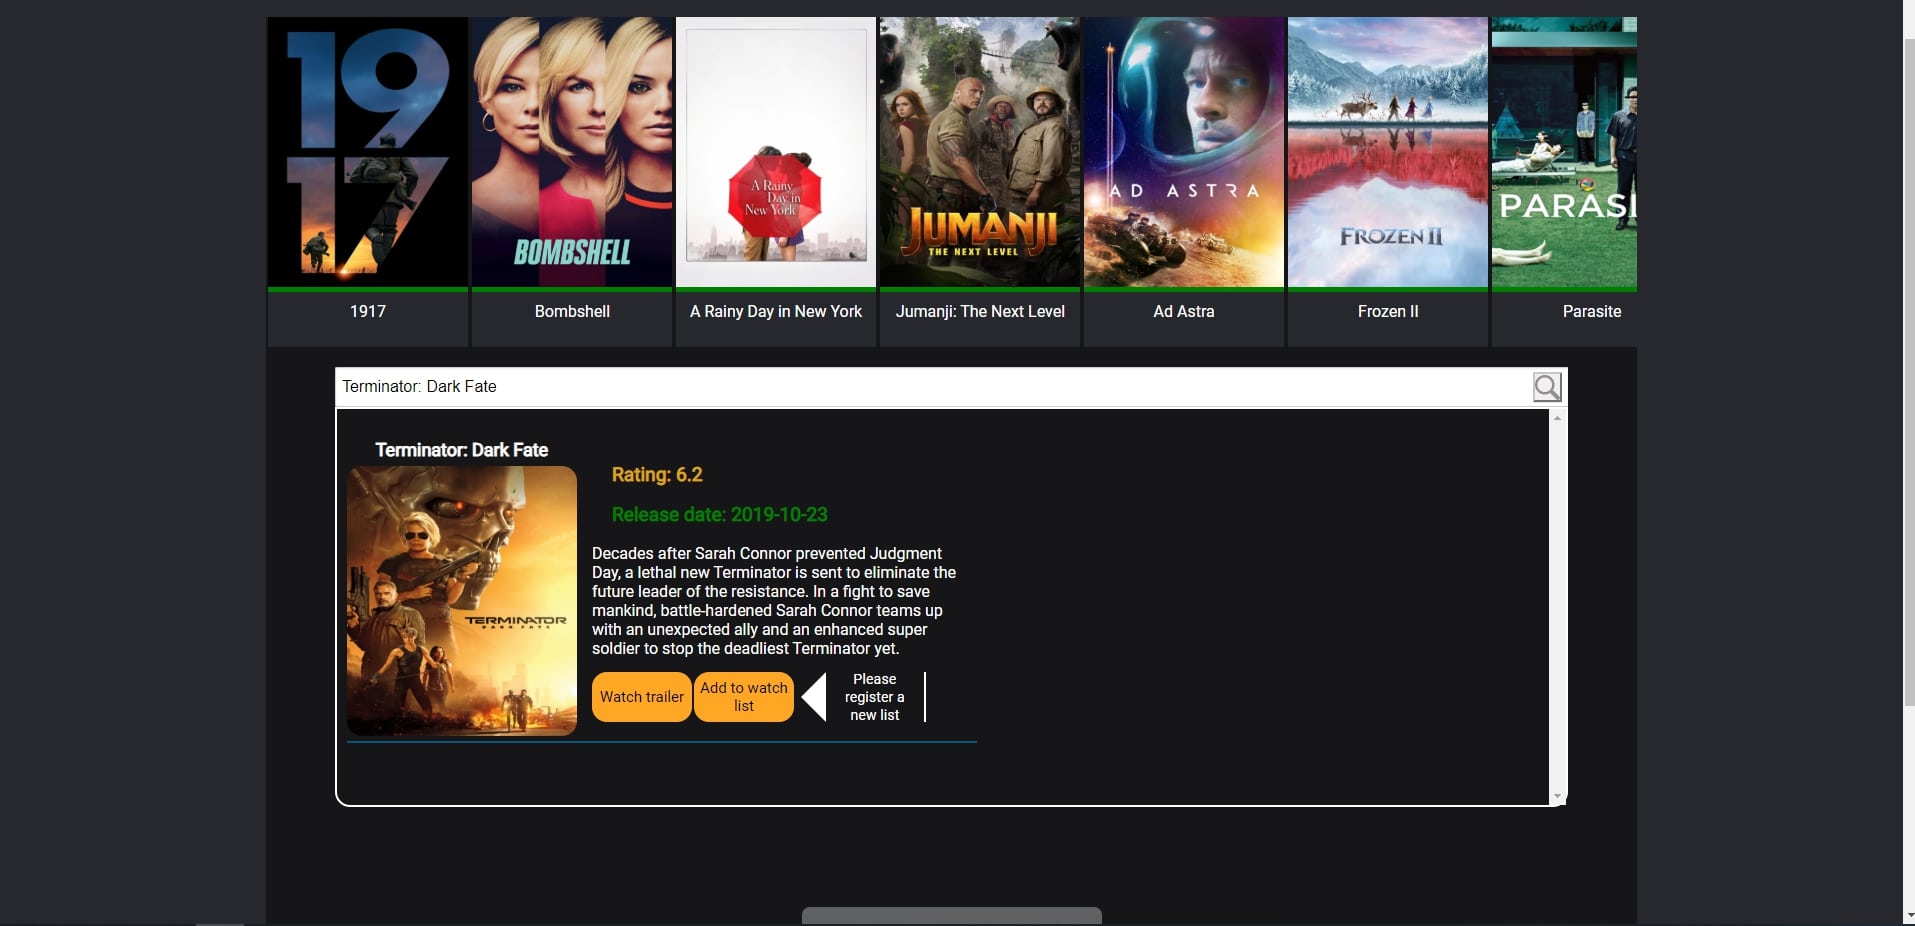 1917
BOMBSHELL
A Rainy
Day in
New York
JUMANJI
THE NEXT LEVEL
AD ASTRA
FROZEN II
PARASI
1917
Bombshell
A Rainy Day in New York
Jumanji: The Next Level
Ad Astra
Frozen II
Parasite
Terminator: Dark Fate
Terminator: Dark Fate
TERMINATOR
DARK FATE
Rating: 6.2
Release date: 2019-10-23
Decades after Sarah Connor prevented Judgment
Day, a lethal new Terminator is sent to eliminate the
future leader of the resistance. In a fight to save
mankind, battle-hardened Sarah Connor teams up
with an unexpected ally and an enhanced super
soldier to stop the deadliest Terminator yet.
Watch trailer
Add to watch
list
Please
register a
new list